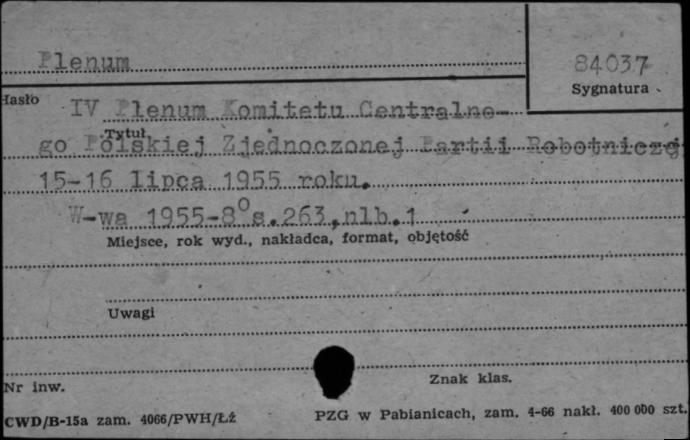 Plenum
84037
Sygnatura
Hasło
IV Plenum Komitetu Centralne-
Tytuł
go Polskiej Zjednoczonej Partii Robotniczej
15-16 lipca 1955 roku.
W-wa 1955-8° s.263,nlb.1
Miejsce, rok wyd., nakładca, format, objętość
Uwagi
Nr inw.
Znak klas.
CWD/B-15a zam. 4066/PWH/Łź
PZG w Pabianicach, zam. 4-66 nakł. 400 000 szt.